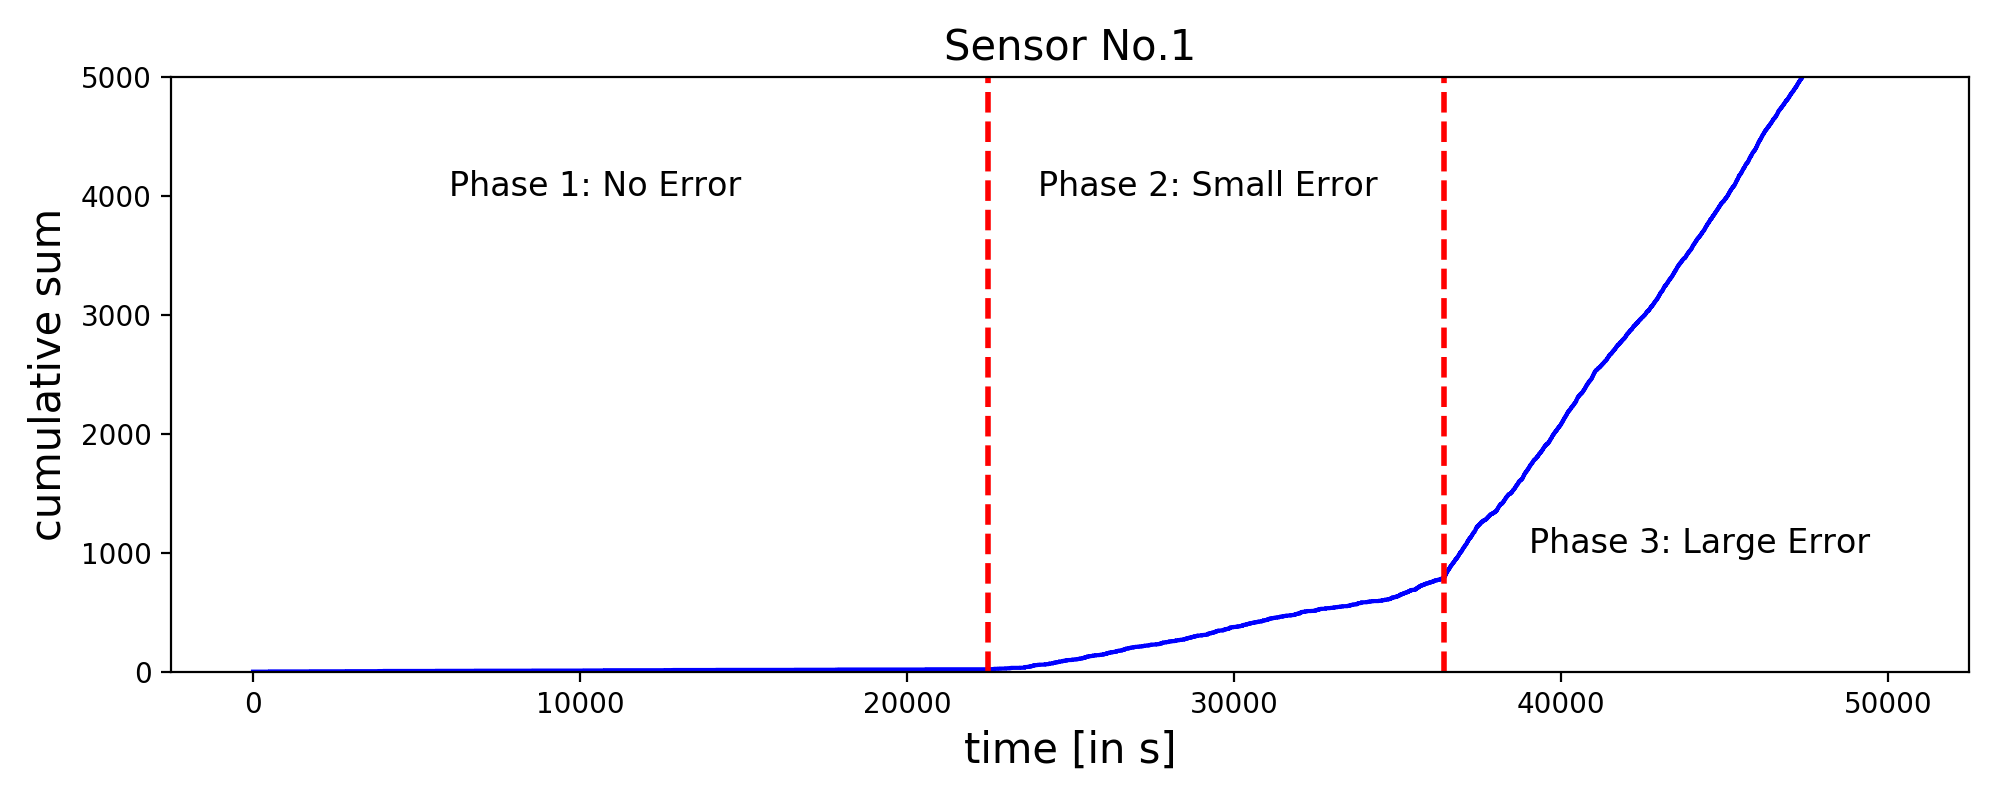 Sensor No.1
5000
4000
3000
2000
1000
0
cumulative sum
Phase 1: No Error
Phase 2: Small Error
Phase 3: Large Error
0
10000
20000
30000
40000
50000
time [in s]